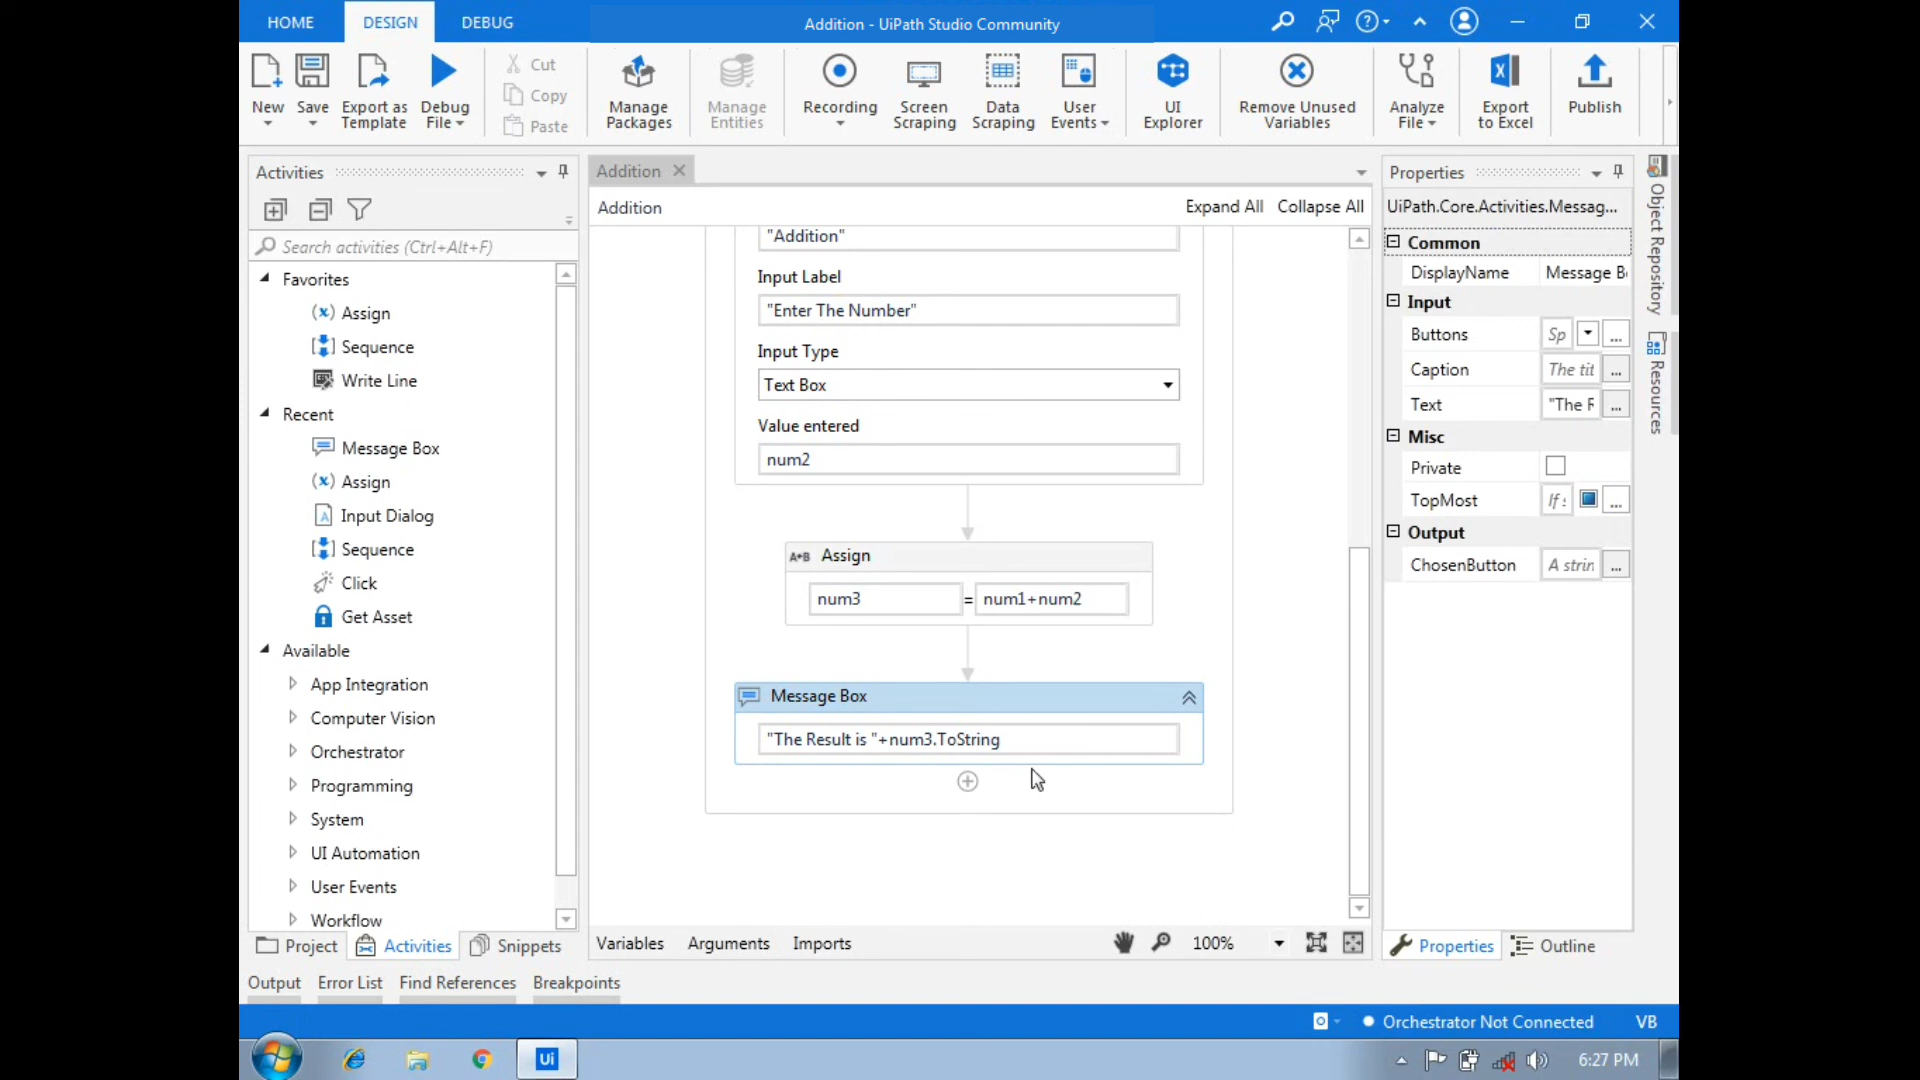 HOME DESIGN DEBUG Addition - UiPath Studio Community
New Save Export as Template Debug File Cut Copy Paste Manage Packages Manage Entities Recording Screen Scraping Data Scraping User Events UI Explorer Remove Unused Variables Analyze File Export to Excel Publish
Activities
Search activities (Ctrl+Alt+F)
Favorites
Assign
Sequence
Write Line
Recent
Message Box
Assign
Input Dialog
Sequence
Click
Get Asset
Available
App Integration
Computer Vision
Orchestrator
Programming
System
UI Automation
User Events
Workflow
Project Activities Snippets
Addition
Addition Expand All Collapse All
"Addition"
Input Label
"Enter The Number"
Input Type
Text Box
Value entered
num2
A+B Assign
num3 = num1+num2
Message Box
"The Result is "+num3.ToString
Variables Arguments Imports 100%
Properties
UiPath.Core.Activities.Messag...
Common
DisplayName Message B
Input
Buttons Sp ...
Caption The tit ...
Text "The R ...
Misc
Private
TopMost If s ...
Output
ChosenButton A strin ...
Properties Outline
Object Repository
Resources
Output Error List Find References Breakpoints
Orchestrator Not Connected VB
Ui 6:27 PM